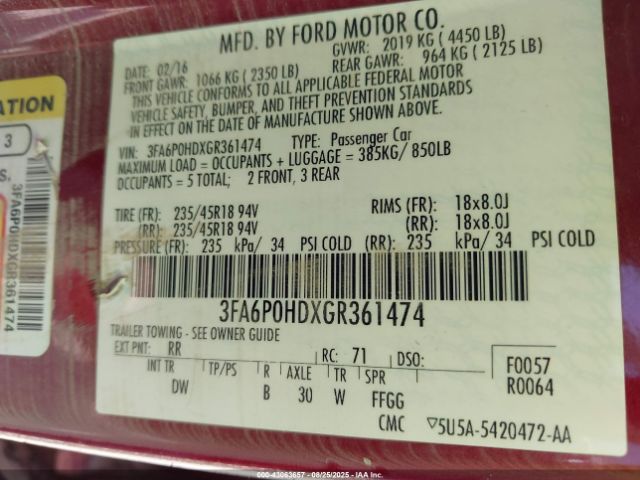 MFD. BY FORD MOTOR CO.
02/16 GVWR: 2019 KG ( 4450 LB)
FRONT GAWR: 1066 KG ( 2350 LB) REAR GAWR: 964 KG ( 2125 LB)
THIS VEHICLE CONFORMS TO ALL APPLICABLE FEDERAL MOTOR
VEHICLE SAFETY, BUMPER, AND THEFT PREVENTION STANDARDS
IN EFFECT ON THE DATE OF MANUFACTURE SHOWN ABOVE.
VIN: 3FA6P0HDXGR361474 TYPE: Passenger Car
MAXIMUM LOAD = OCCUPANTS + LUGGAGE = 385KG/ 850LB
OCCUPANTS = 5 TOTAL; 2 FRONT, 3 REAR
TIRE (FR): 235/45R18 94V RIMS (FR): 18x8.0J
(RR): 235/45R18 94V (RR): 18x8.0J
PRESSURE (FR): 235 kPa/ 34 PSI COLD (RR): 235 kPa/ 34 PSI COLD
3FA6P0HDXGR361474
TRAILER TOWING - SEE OWNER GUIDE
EXT PNT: RR RC: 71 DSO: F0057
INT TR TP/PS R AXLE TR SPR R0064
DW B 30 W FFGG
CMC ▽5U5A-5420472-AA
ATION
3
S.
3FA6P0HDXGR361474
000-43063657 - 08/25/2025 - © IAA Holdings, LLC